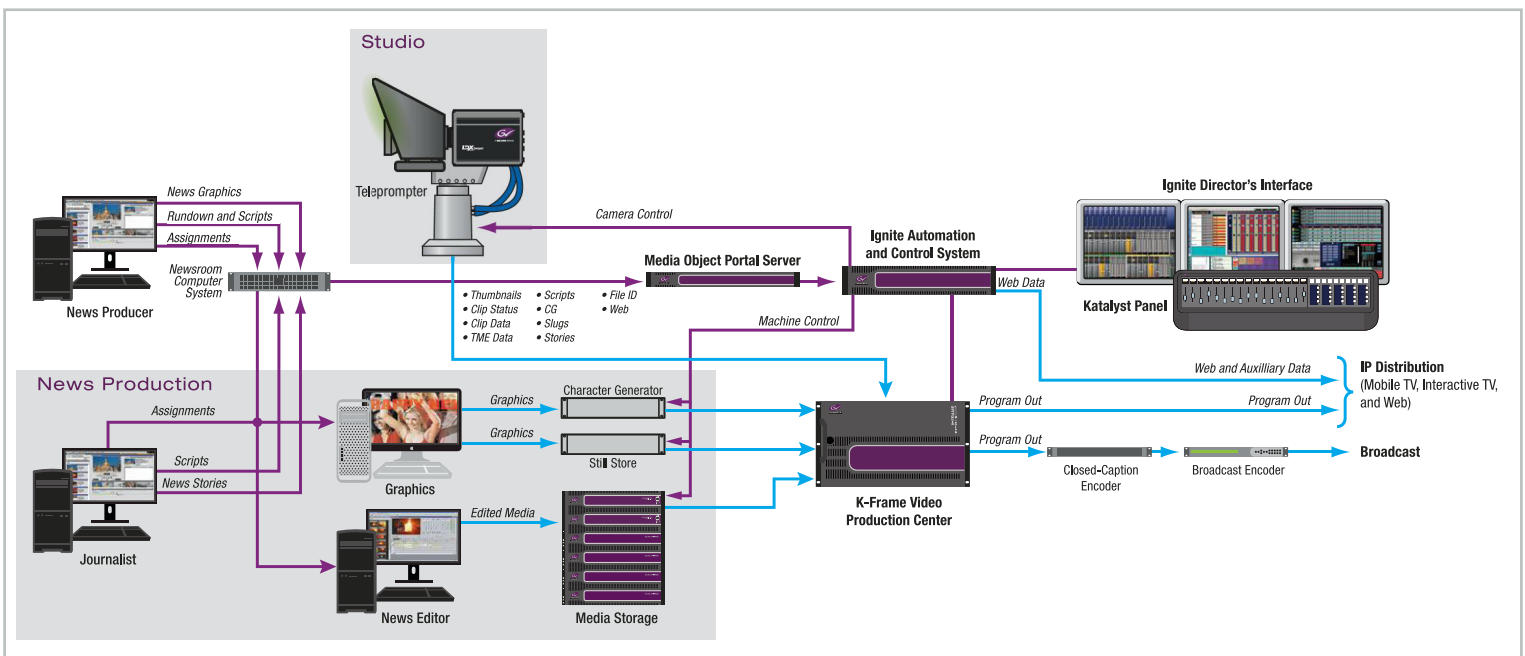 Studio
Teleprompter
News Graphics
Rundown and Scripts
Assignments
Newsroom
Computer
System
News Producer
Camera Control
Media Object Portal Server
Ignite Automation
and Control System
Ignite Director's Interface
Katalyst Panel
• Thumbnails
• Clip Status
• Clip Data
• TME Data
• Scripts
• CG
• Slugs
• Stories
• File ID
• Web
Machine Control
Web Data
News Production
Assignments
Scripts
News Stories
Journalist
Graphics
Graphics
Graphics
Character Generator
Still Store
Edited Media
News Editor
Media Storage
K-Frame Video
Production Center
Web and Auxilliary Data
Program Out
Program Out
IP Distribution
(Mobile TV, Interactive TV,
and Web)
Program Out
Closed-Caption
Encoder
Broadcast Encoder
Broadcast